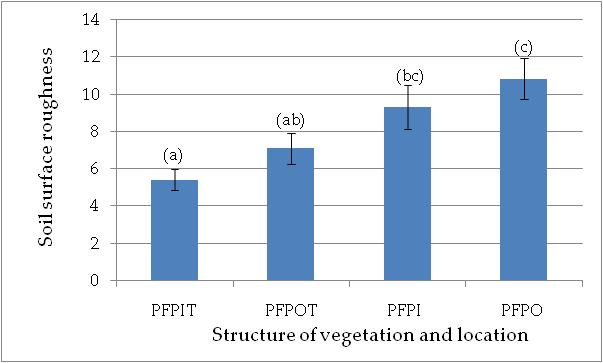 14
12
10
8
6
4
2
0
Soil surface roughness
(a)
(ab)
(bc)
(c)
PFPIT PFPOT PFPI PFPO
Structure of vegetation and location